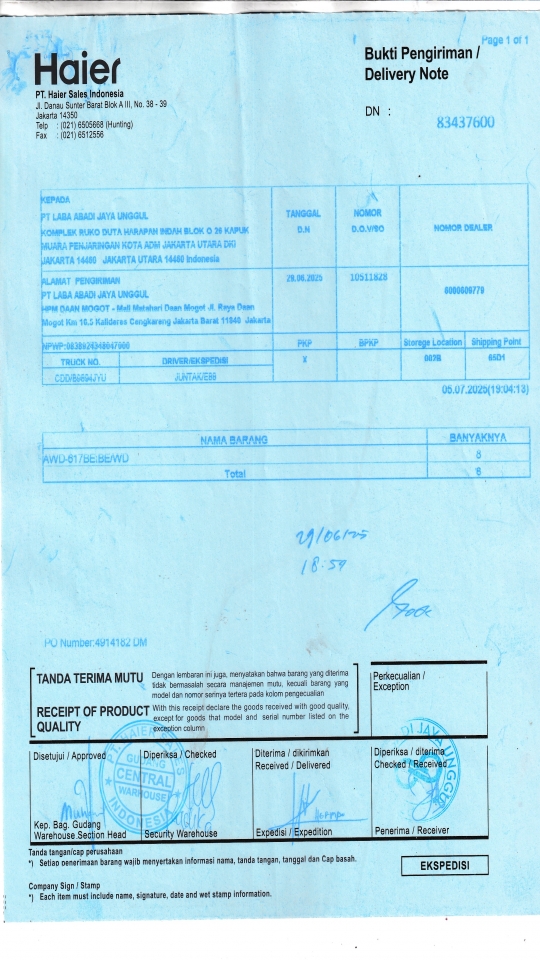 Page 1 of 1
Haier
PT. Haier Sales Indonesia
Jl. Danau Sunter Barat Blok A III, No. 38 - 39
Jakarta 14350
Telp : (021) 6505668 (Hunting)
Fax : (021) 6512556
Bukti Pengiriman /
Delivery Note
DN :
83437600
KEPADA
PT LABA ABADI JAYA UNGGUL
KOMPLEK RUKO DUTA HARAPAN INDAH BLOK O 26 KAPUK
MUARA PENJARINGAN KOTA ADM JAKARTA UTARA DKI
JAKARTA 14460 JAKARTA UTARA 14460 Indonesia
TANGGAL
D.N
NOMOR
D.O.V/SO
NOMOR DEALER
ALAMAT PENGIRIMAN
PT LABA ABADI JAYA UNGGUL
HPM DAAN MOGOT - Mall Matahari Daan Mogot Jl. Raya Daan
Mogot Km 16.5 Kalideres Cengkareng Jakarta Barat 11840 Jakarta
28.06.2025
10511828
NPWP:
PKP
BPKP
Storage Location
Shipping Point
TRUCK NO.
DRIVER/EKSPEDISI
X
65D1
05.07.2025(19:04:13)
NAMA BARANG
BANYAKNYA
AWD-617BE:BE/WD
Total
29/06/25
18:57
PO Number:4914182 DM
TANDA TERIMA MUTU
Dengan lembaran ini juga, menyatakan bahwa barang yang diterima
tidak bermasalah secara manajemen mutu, kecuali barang yang
model dan nomor serinya tertera pada kolom pengecualian
RECEIPT OF PRODUCT
QUALITY
With this receipt declare the goods received with good quality,
except for goods that model and serial number listed on the
exception column
Perkecualian /
Exception
Disetujui / Approved
Diperiksa / Checked
Diterima / dikirimkan
Received / Delivered
Diperiksa / diterima
Checked / Received
GUDANG
CENTRAL
WAREHOUSE
INDONESIA
Kep. Bag. Gudang
Warehouse Section Head
Security Warehouse
Expedisi / Expedition
Penerima / Receiver
Tanda tangan/cap perusahaan
*) Setiap penerimaan barang wajib menyertakan informasi nama, tanda tangan, tanggal dan Cap basah.
EKSPEDISI
Company Sign / Stamp
*) Each item must include name, signature, date and wet stamp information.